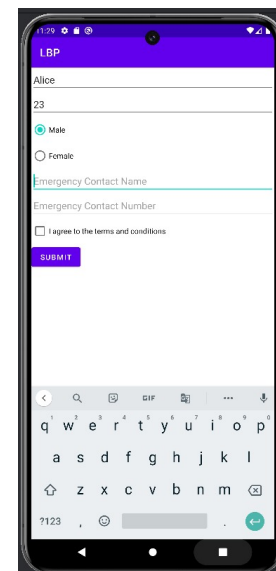 11:29
LBP
Alice
23
Male
Female
Emergency Contact Name
Emergency Contact Number
I agree to the terms and conditions
SUBMIT
GIF
q 1 w 2 e 3 r 4 t 5 y 6 u 7 i 8 o 9 p 0
a s d f g h j k l
z x c v b n m
?123 , .